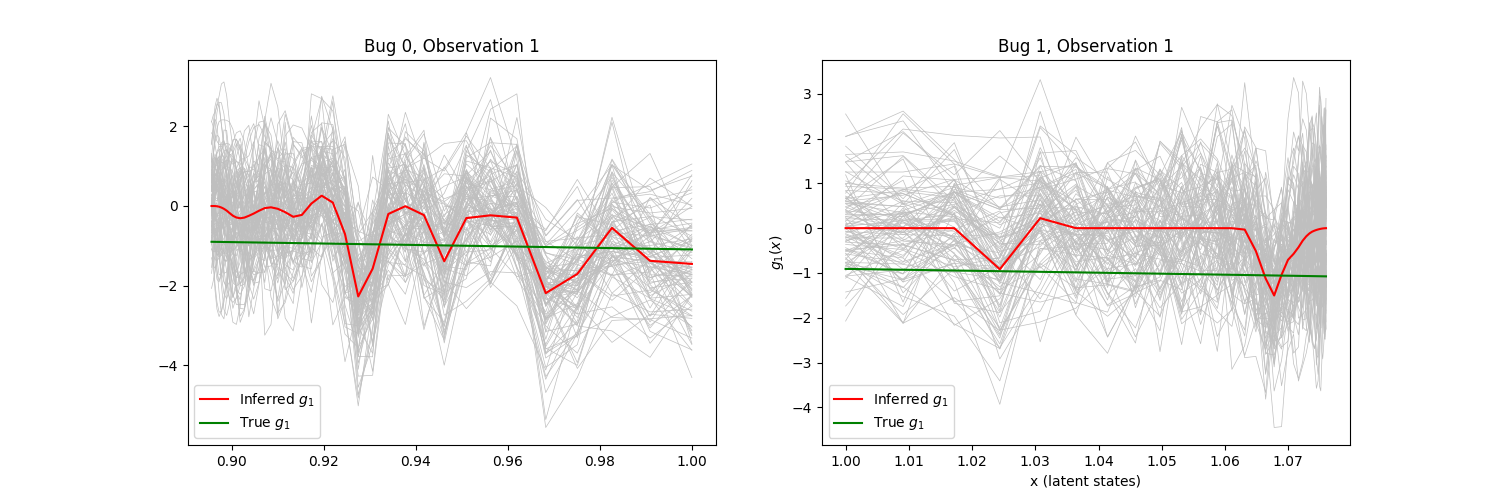 Bug 0, Observation 1
2
0
−2
−4
Inferred g₁
True g₁
0.90 0.92 0.94 0.96 0.98 1.00
Bug 1, Observation 1
3
2
1
0
−1
−2
−3
−4
g₁(x)
Inferred g₁
True g₁
1.00 1.01 1.02 1.03 1.04 1.05 1.06 1.07
x (latent states)